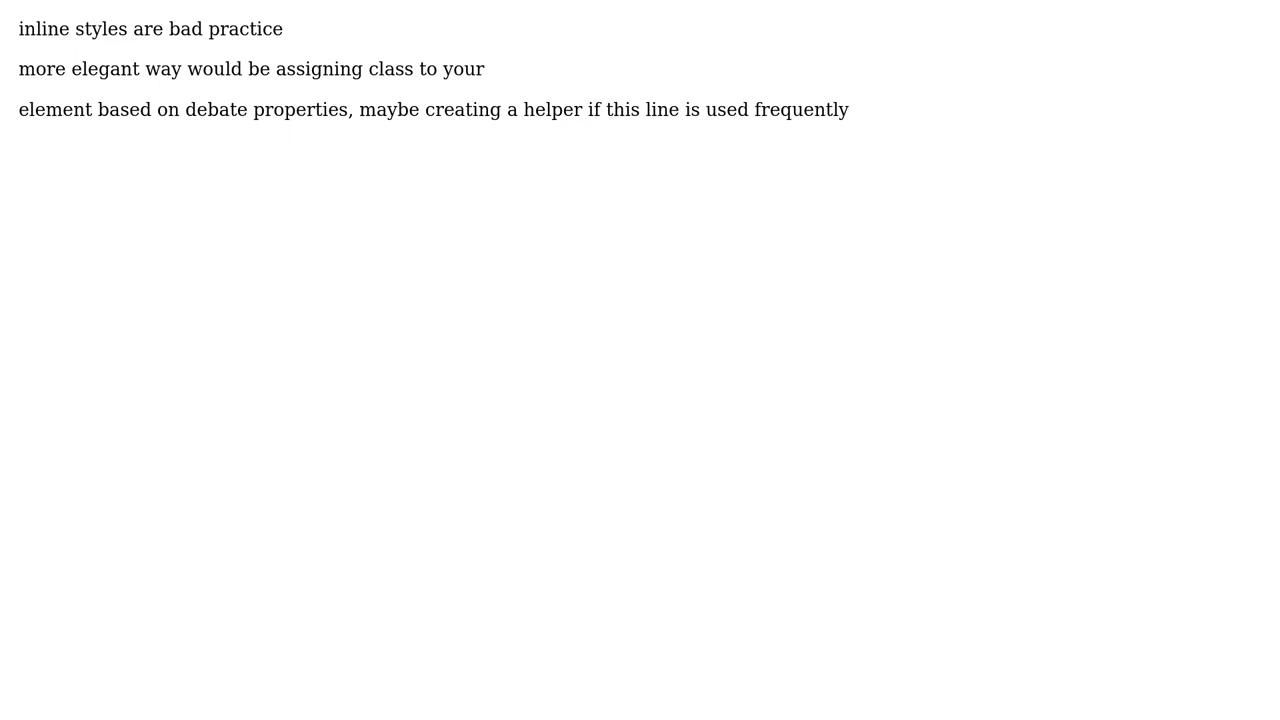 inline styles are bad practice
more elegant way would be assigning class to your
element based on debate properties, maybe creating a helper if this line is used frequently